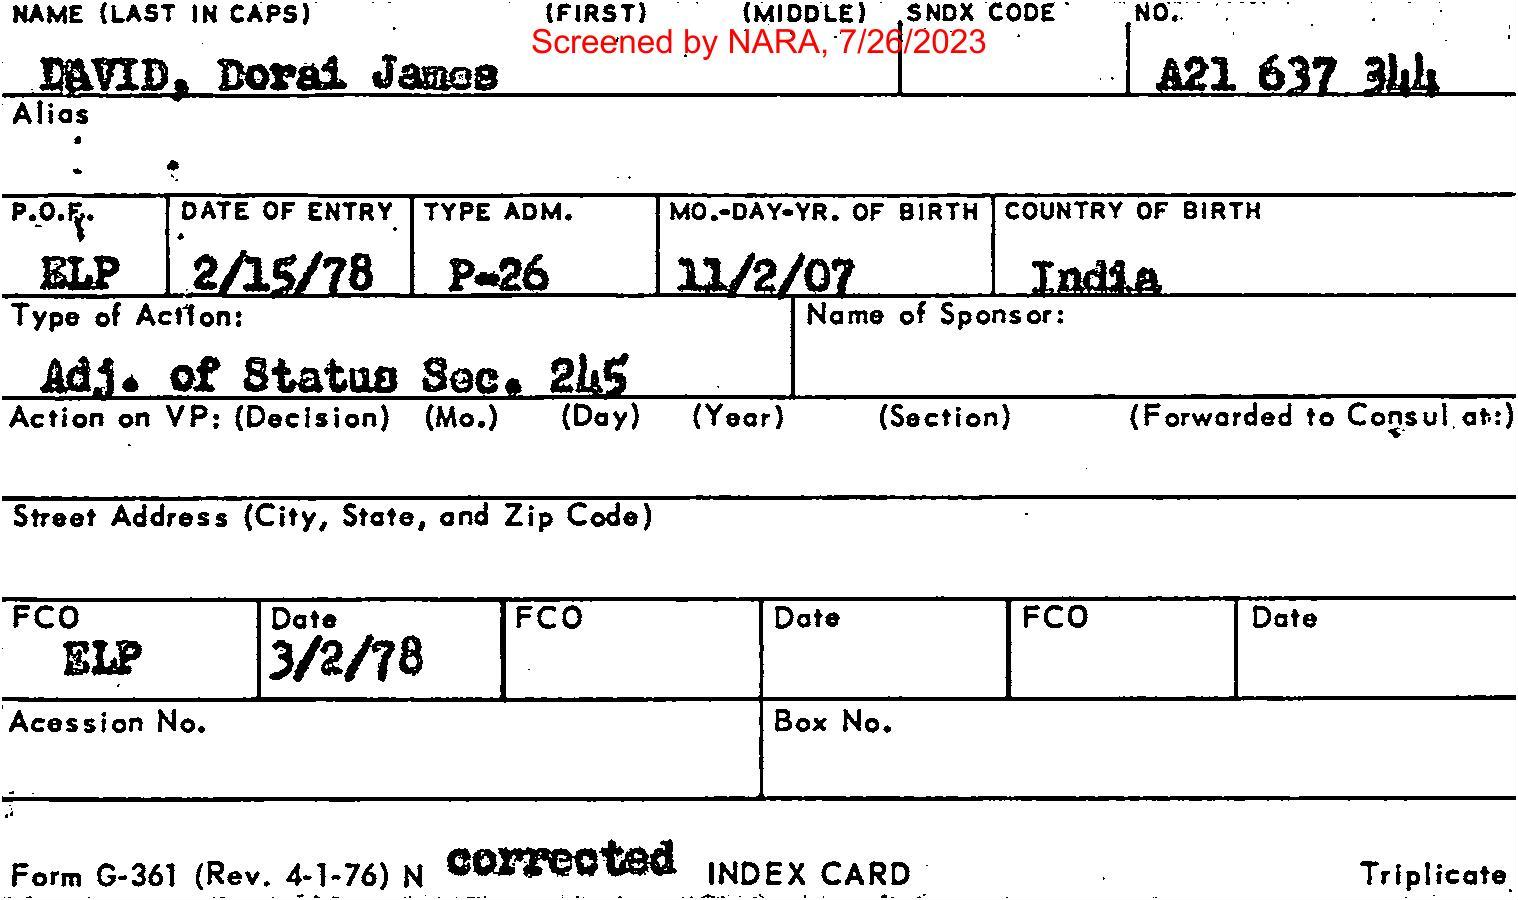 NAME (LAST IN CAPS) (FIRST) (MIDDLE) SNDX CODE NO.
Screened by NARA, 7/26/2023
DAVID, Dorai James A21 637 344
Alias
P.O.E. DATE OF ENTRY TYPE ADM. MO.-DAY-YR. OF BIRTH COUNTRY OF BIRTH
ELP 2/15/78 P-26 11/2/07 India
Type of Action: Name of Sponsor:
Adj. of Status Sec. 245
Action on VP: (Decision) (Mo.) (Day) (Year) (Section) (Forwarded to Consul at:)
Street Address (City, State, and Zip Code)
FCO Date FCO Date FCO Date
ELP 3/2/78
Acession No. Box No.
Form G-361 (Rev. 4-1-76) N corrected INDEX CARD Triplicate